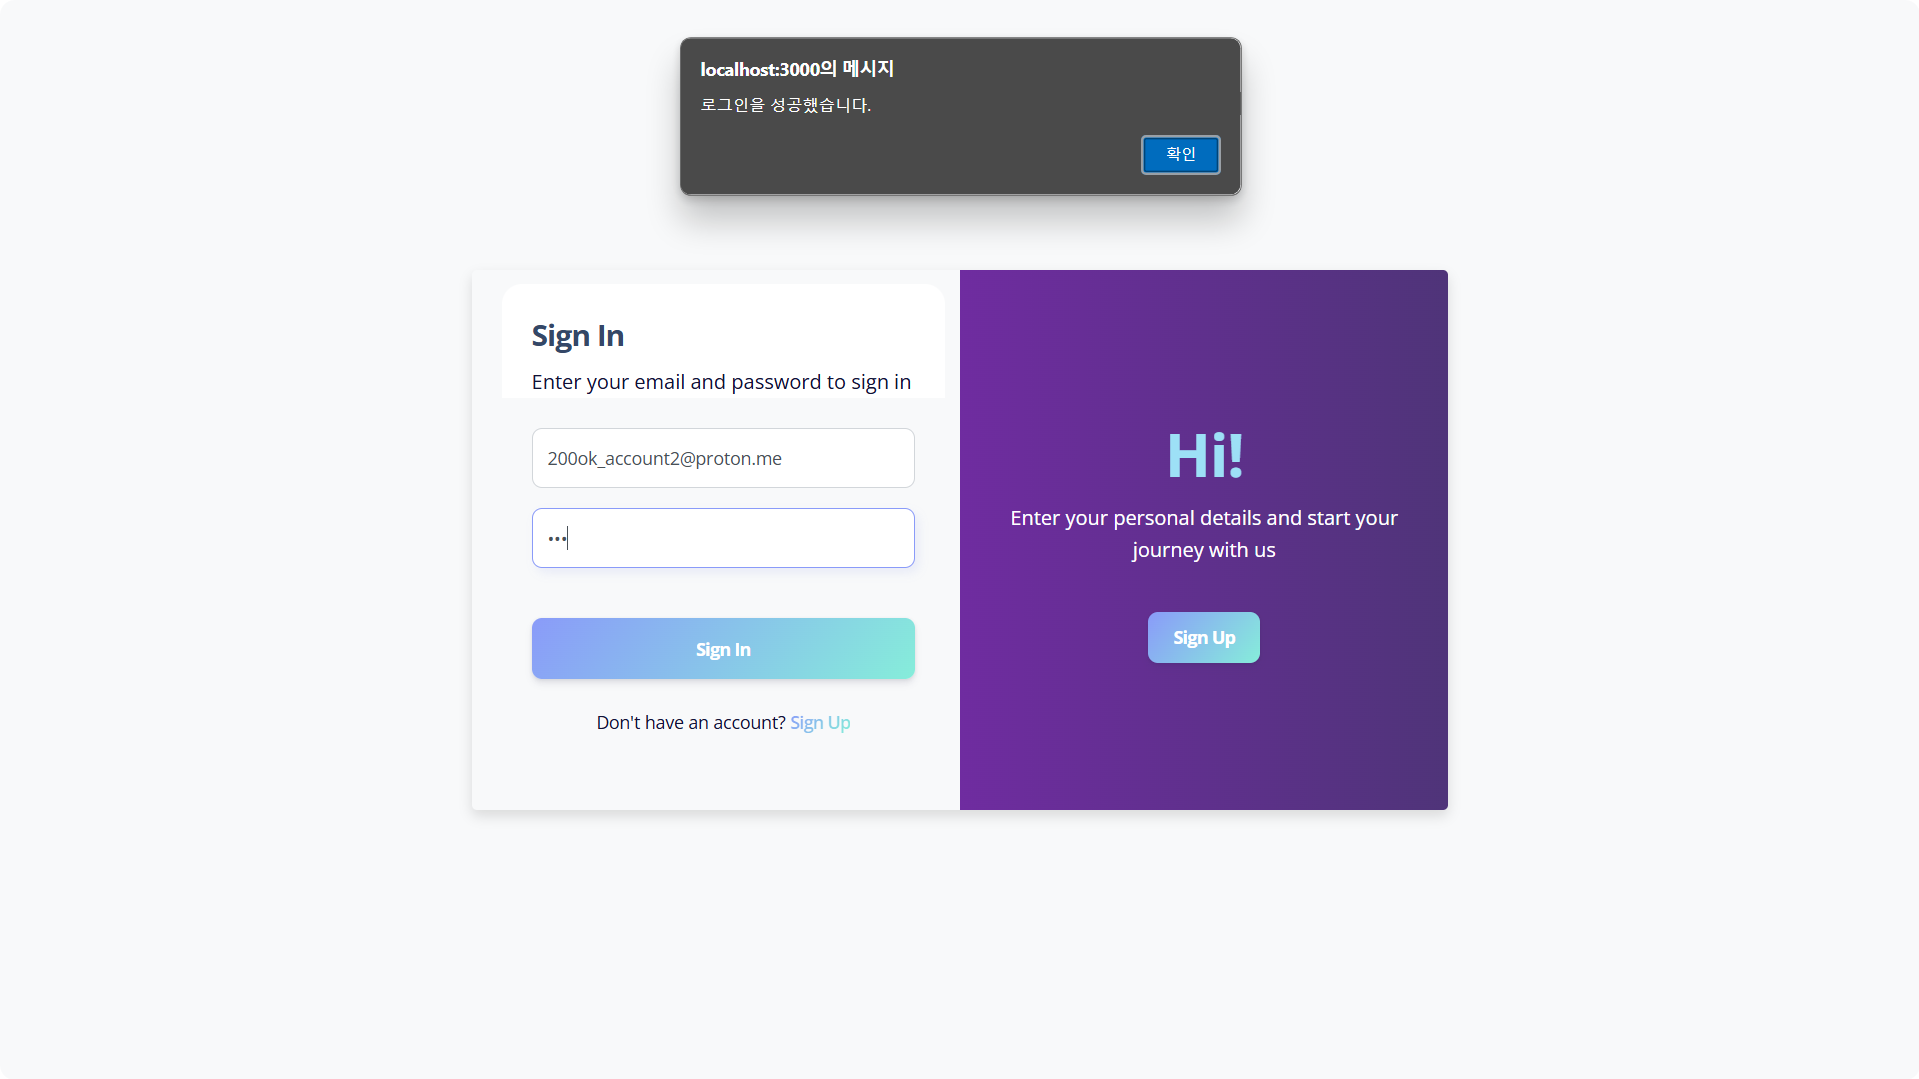 localhost:3000의 메시지
로그인을 성공했습니다.
확인
Sign In
Enter your email and password to sign in
200ok_account2@proton.me
•••
Sign In
Don't have an account? Sign Up
Hi!
Enter your personal details and start your
journey with us
Sign Up